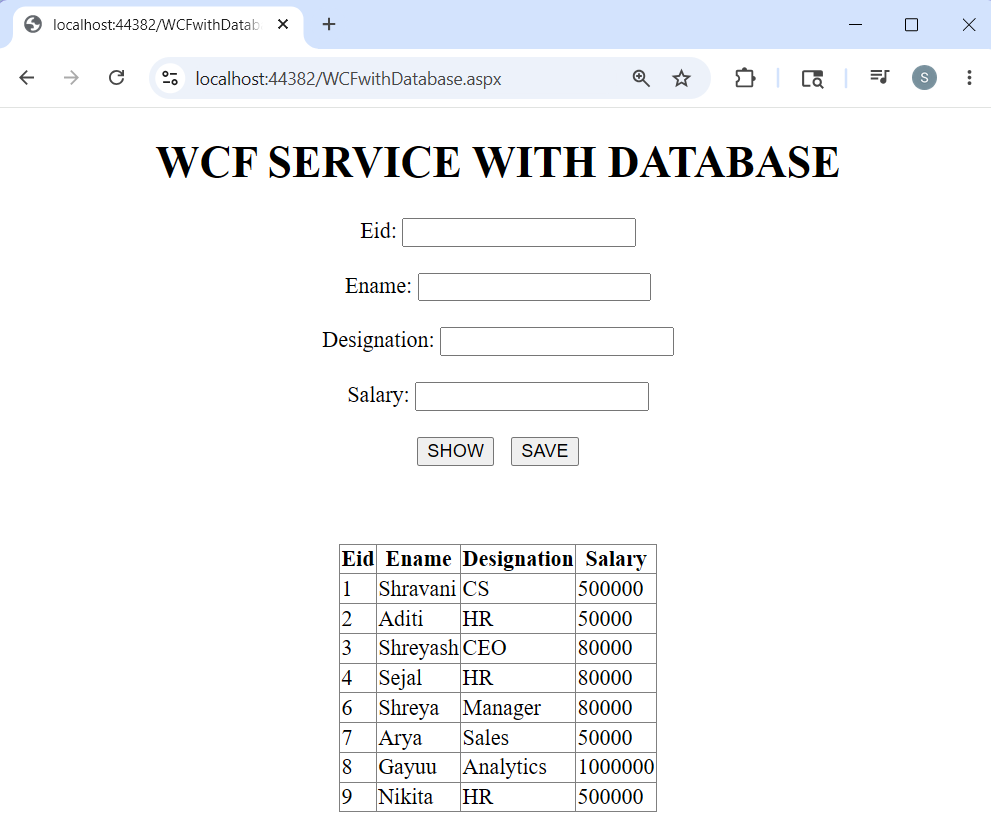 localhost:44382/WCFwithDatab
localhost:44382/WCFwithDatabase.aspx
S
WCF SERVICE WITH DATABASE
Eid:
Ename:
Designation:
Salary:
SHOW SAVE
Eid Ename Designation Salary
1 Shravani CS 500000
2 Aditi HR 50000
3 Shreyash CEO 80000
4 Sejal HR 80000
6 Shreya Manager 80000
7 Arya Sales 50000
8 Gayuu Analytics 1000000
9 Nikita HR 500000